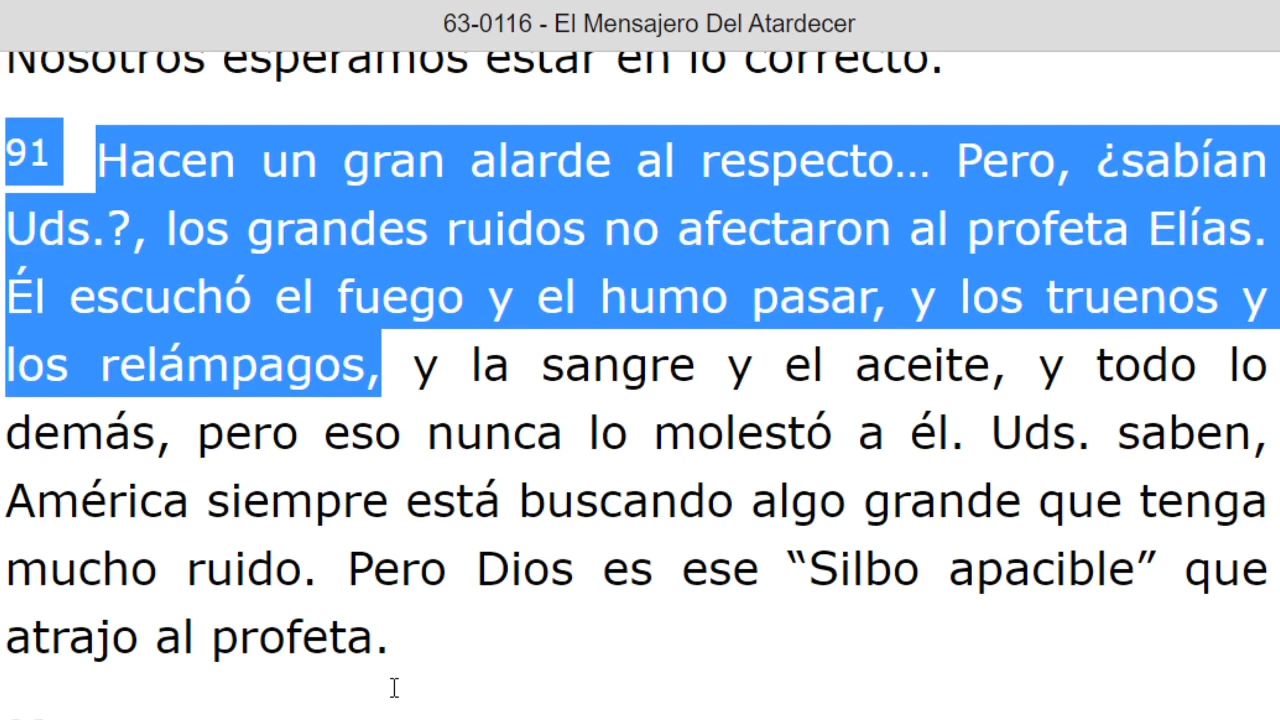 63-0116 - El Mensajero Del Atardecer
Nosotros esperamos estar en lo correcto.
91 Hacen un gran alarde al respecto... Pero, ¿sabían
Uds.?, los grandes ruidos no afectaron al profeta Elías.
Él escuchó el fuego y el humo pasar, y los truenos y
los relámpagos, y la sangre y el aceite, y todo lo
demás, pero eso nunca lo molestó a él. Uds. saben,
América siempre está buscando algo grande que tenga
mucho ruido. Pero Dios es ese “Silbo apacible” que
atrajo al profeta.